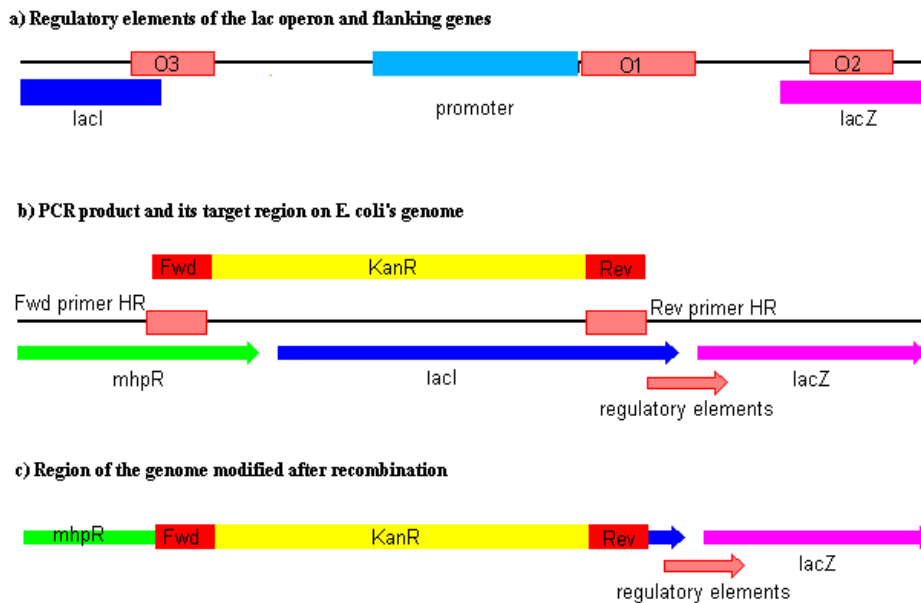 a) Regulatory elements of the lac operon and flanking genes
O3 O1 O2
lacI promoter lacZ
b) PCR product and its target region on E. coli's genome
Fwd KanR Rev
Fwd primer HR Rev primer HR
mhpR lacI lacZ
regulatory elements
c) Region of the genome modified after recombination
mhpR Fwd KanR Rev
lacZ
regulatory elements